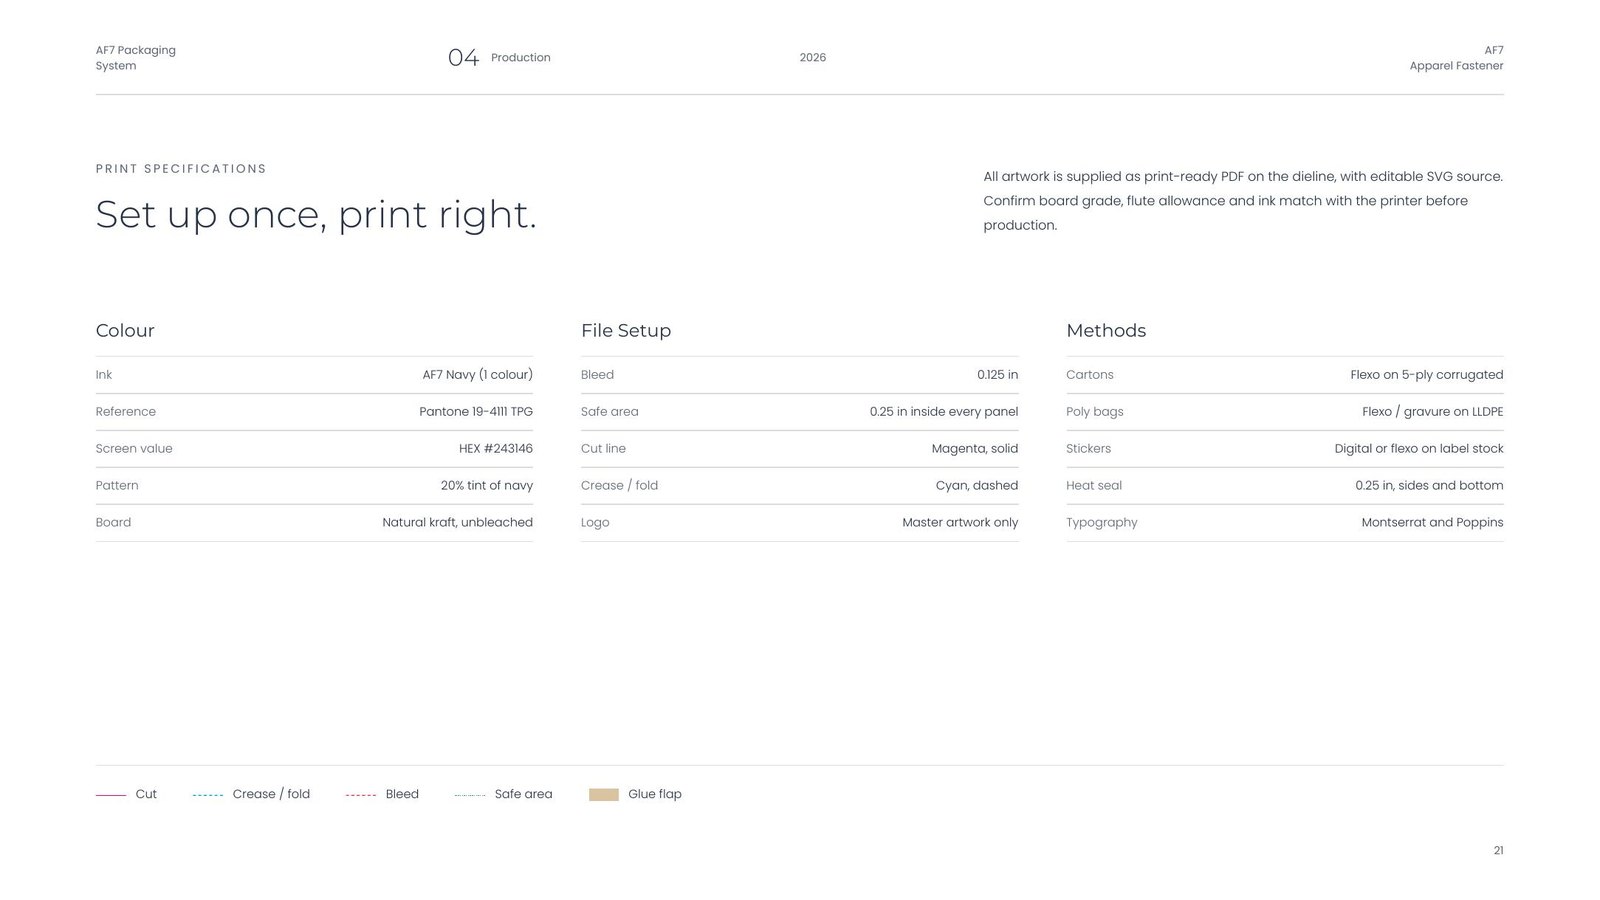 AF7 Packaging
System
04 Production
2026
AF7
Apparel Fastener
PRINT SPECIFICATIONS
Set up once, print right.
All artwork is supplied as print-ready PDF on the dieline, with editable SVG source.
Confirm board grade, flute allowance and ink match with the printer before
production.
Colour
Ink AF7 Navy (1 colour)
Reference Pantone 19-4111 TPG
Screen value HEX #243146
Pattern 20% tint of navy
Board Natural kraft, unbleached
File Setup
Bleed 0.125 in
Safe area 0.25 in inside every panel
Cut line Magenta, solid
Crease / fold Cyan, dashed
Logo Master artwork only
Methods
Cartons Flexo on 5-ply corrugated
Poly bags Flexo / gravure on LLDPE
Stickers Digital or flexo on label stock
Heat seal 0.25 in, sides and bottom
Typography Montserrat and Poppins
Cut Crease / fold Bleed Safe area Glue flap
21